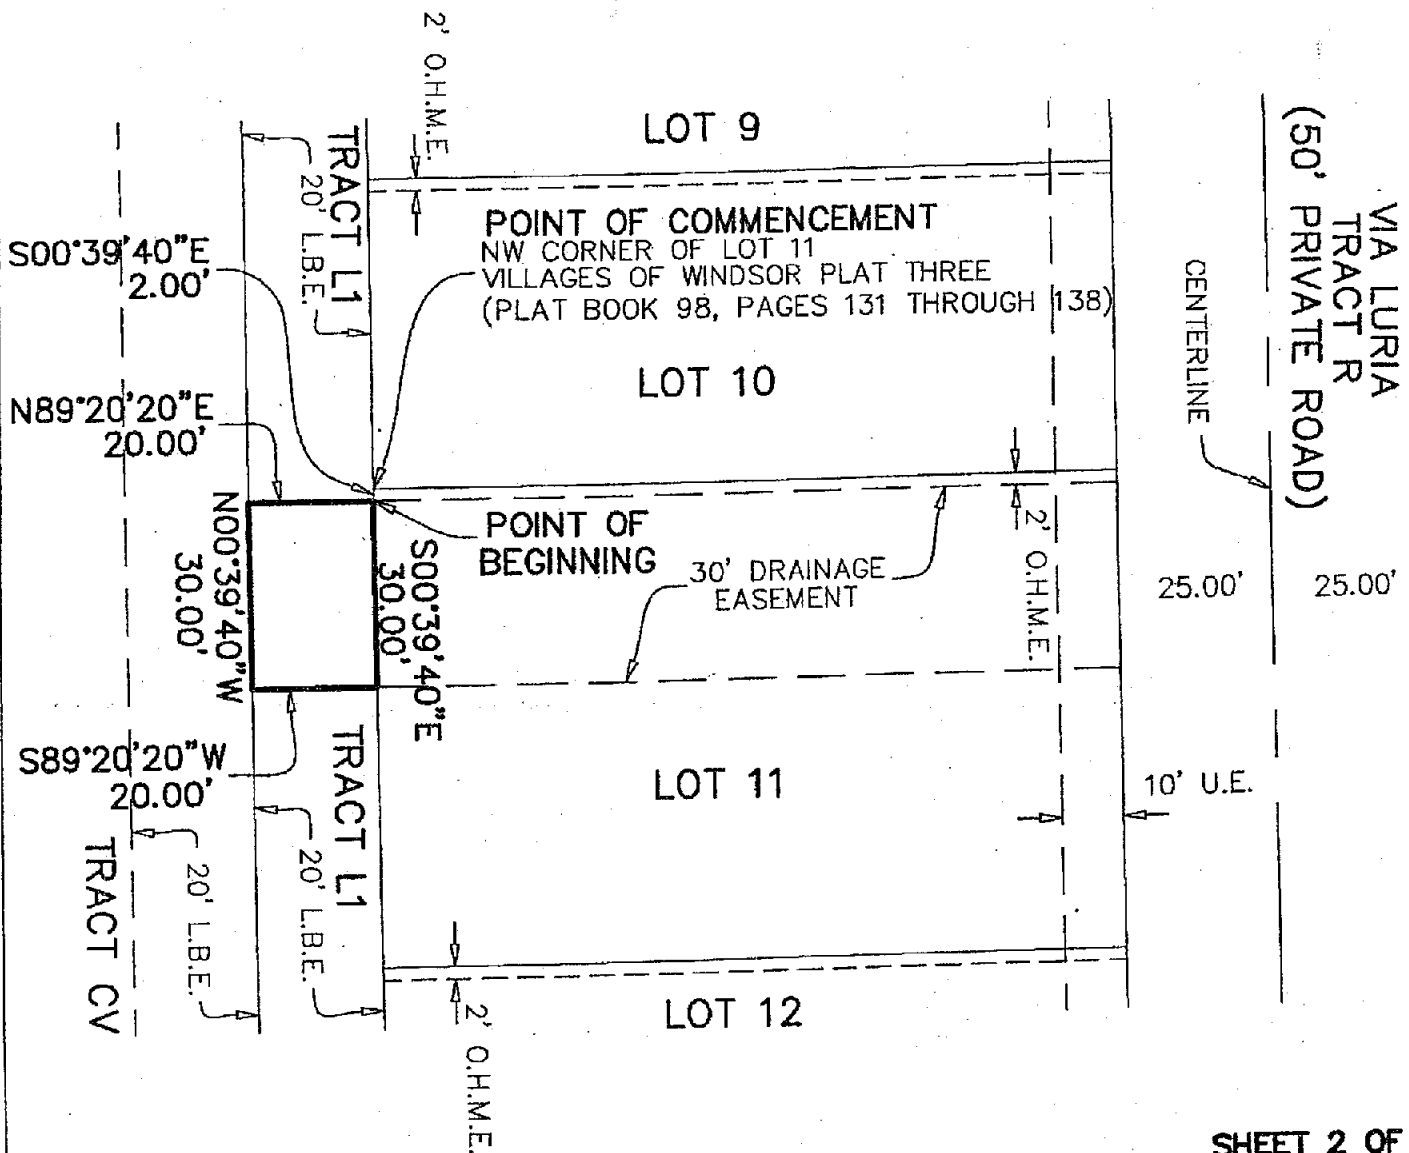 2' O.H.M.E.
LOT 9
TRACT L1
20' L.B.E.
VIA LURIA
TRACT R
(50' PRIVATE ROAD)
POINT OF COMMENCEMENT
NW CORNER OF LOT 11
VILLAGES OF WINDSOR PLAT THREE
(PLAT BOOK 98, PAGES 131 THROUGH 138)
S00°39'40"E
2.00'
CENTERLINE
LOT 10
N89°20'20"E
20.00'
N00°39'40"W
30.00'
POINT OF
BEGINNING
S00°39'40"E
30.00'
30' DRAINAGE
EASEMENT
2' O.H.M.E.
25.00'
25.00'
S89°20'20"W
20.00'
TRACT L1
20' L.B.E.
LOT 11
10' U.E.
TRACT CV
20' L.B.E.
LOT 12
2' O.H.M.E.
SHEET 2 OF